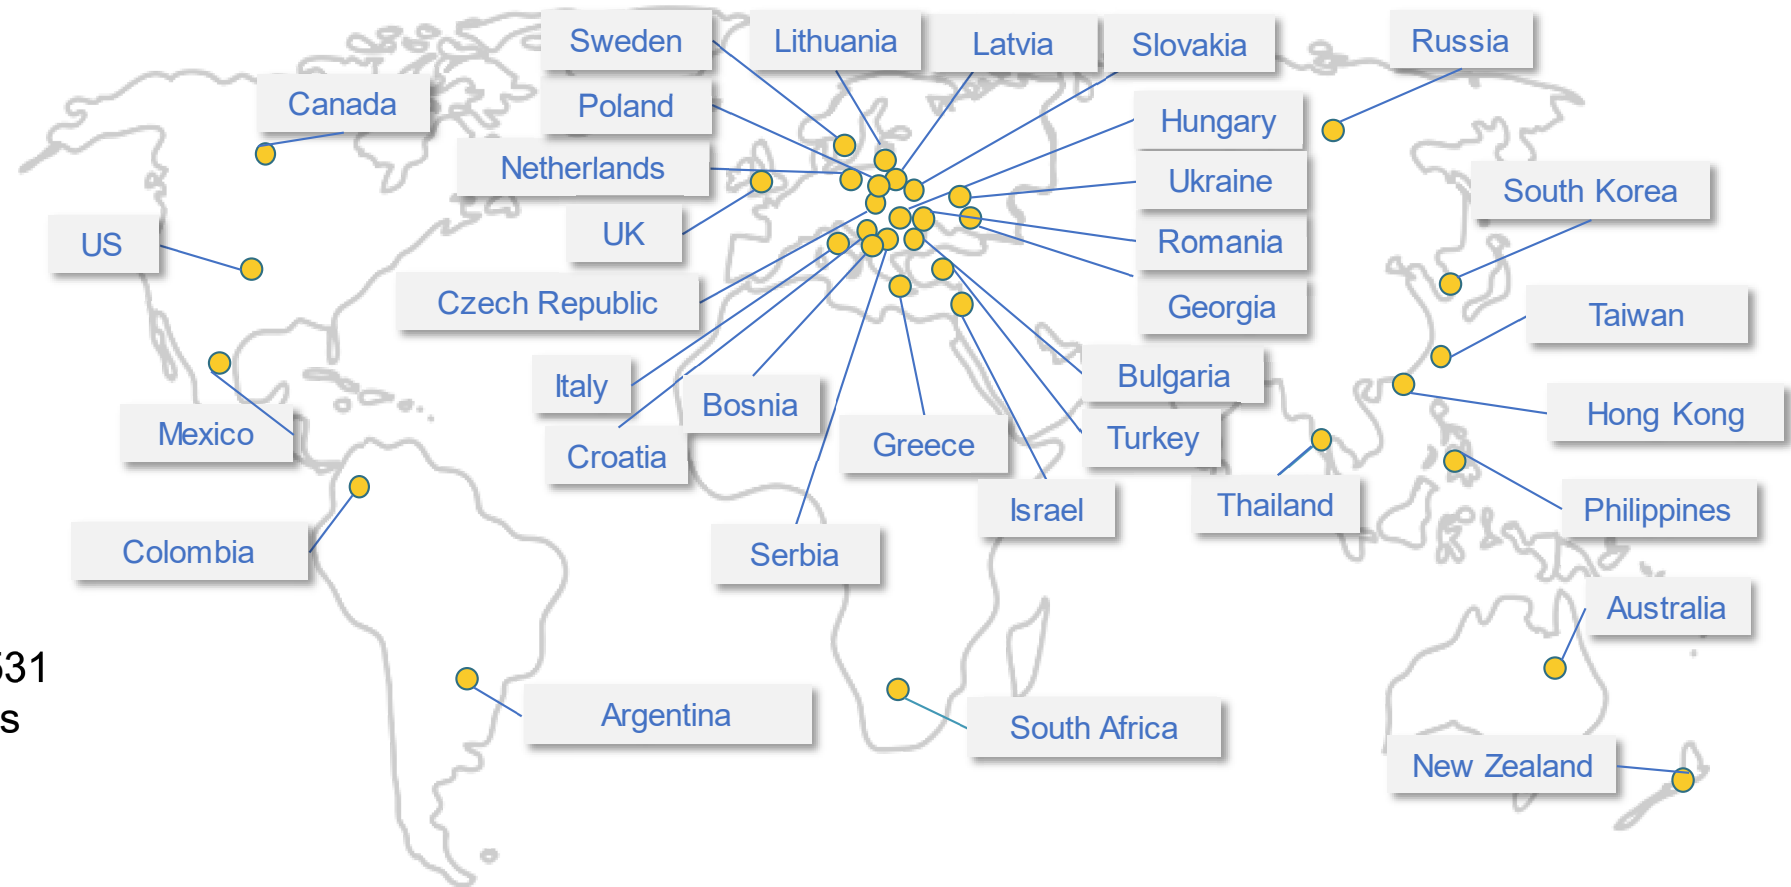 Sweden
Lithuania
Latvia
Slovakia
Russia
Canada
Poland
Hungary
Netherlands
Ukraine
South Korea
US
UK
Romania
Czech Republic
Georgia
Taiwan
Italy
Bosnia
Bulgaria
Hong Kong
Mexico
Croatia
Greece
Turkey
Thailand
Israel
Philippines
Colombia
Serbia
Australia
531
s
Argentina
South Africa
New Zealand